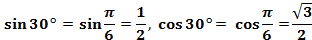 sin 30° = sin π/6 = 1/2, cos 30° = cos π/6 = √3/2